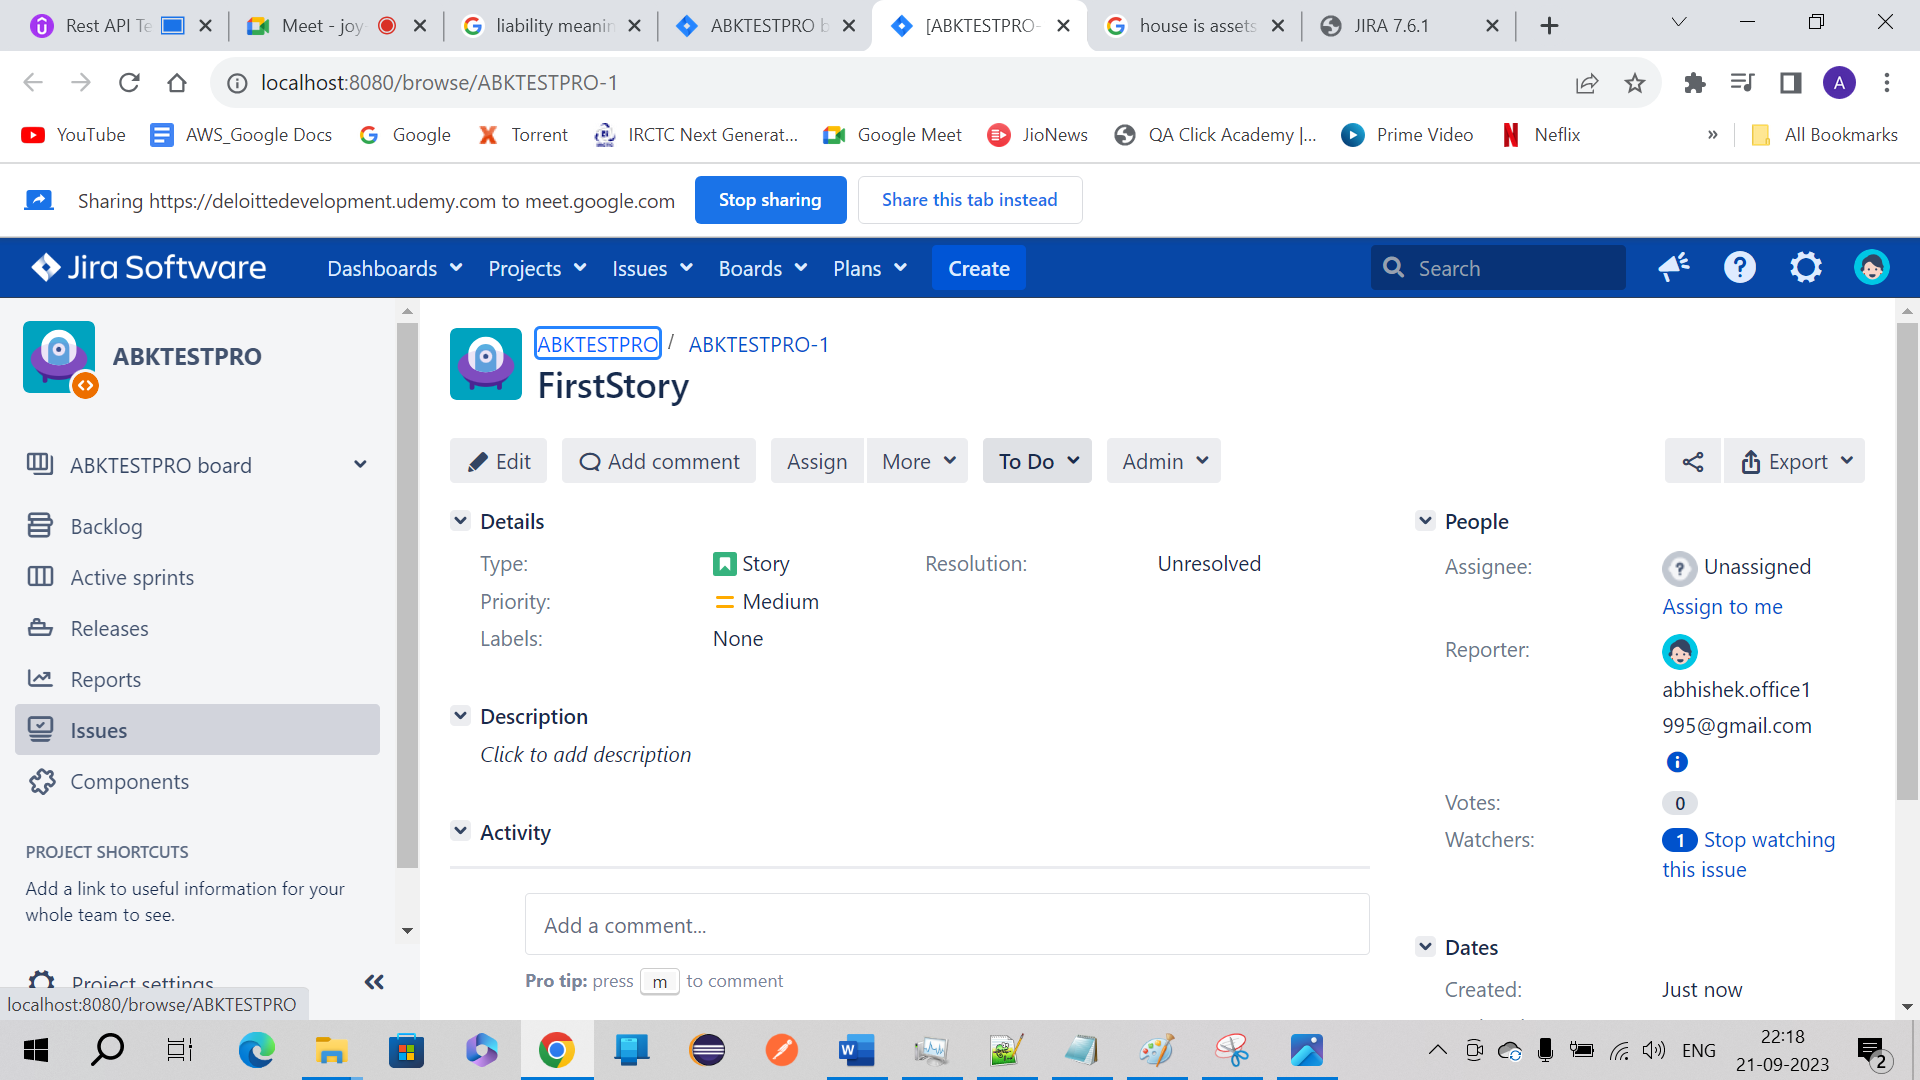 Rest API Te
Meet - joy
liability meanin
ABKTESTPRO b
[ABKTESTPRO-
house is assets
JIRA 7.6.1
localhost:8080/browse/ABKTESTPRO-1
A
YouTube
AWS_Google Docs
Google
Torrent
IRCTC Next Generat...
Google Meet
JioNews
QA Click Academy |...
Prime Video
Neflix
»
All Bookmarks
Sharing https://deloittedevelopment.udemy.com to meet.google.com
Stop sharing
Share this tab instead
Jira Software
Dashboards
Projects
Issues
Boards
Plans
Create
Search
ABKTESTPRO
ABKTESTPRO board
Backlog
Active sprints
Releases
Reports
Issues
Components
PROJECT SHORTCUTS
Add a link to useful information for your
whole team to see.
Project settings
localhost:8080/browse/ABKTESTPRO
ABKTESTPRO / ABKTESTPRO-1
FirstStory
Edit
Add comment
Assign
More
To Do
Admin
Export
Details
Type: Story
Resolution: Unresolved
Priority: Medium
Labels: None
Description
Click to add description
Activity
Add a comment...
Pro tip: press m to comment
People
Assignee: Unassigned
Assign to me
Reporter:
abhishek.office1
995@gmail.com
Votes: 0
Watchers: 1 Stop watching
this issue
Dates
Created: Just now
ENG
22:18
21-09-2023
2